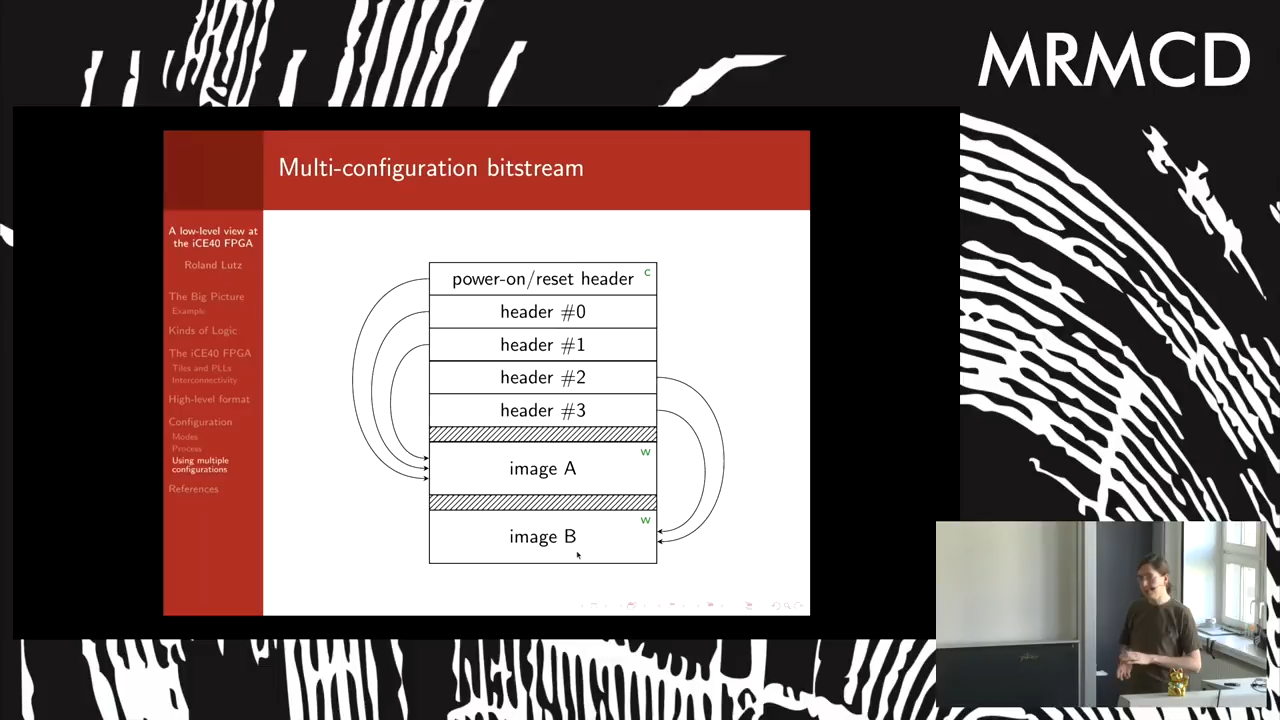 MRMCD
Multi-configuration bitstream
A low-level view at
the iCE40 FPGA
Roland Lutz
The Big Picture
Example
Kinds of Logic
The iCE40 FPGA
Tiles and PLLs
Interconnectivity
High-level format
Configuration
Modes
Process
Using multiple
configurations
References
power-on/reset header c
header #0
header #1
header #2
header #3
image A w
image B w